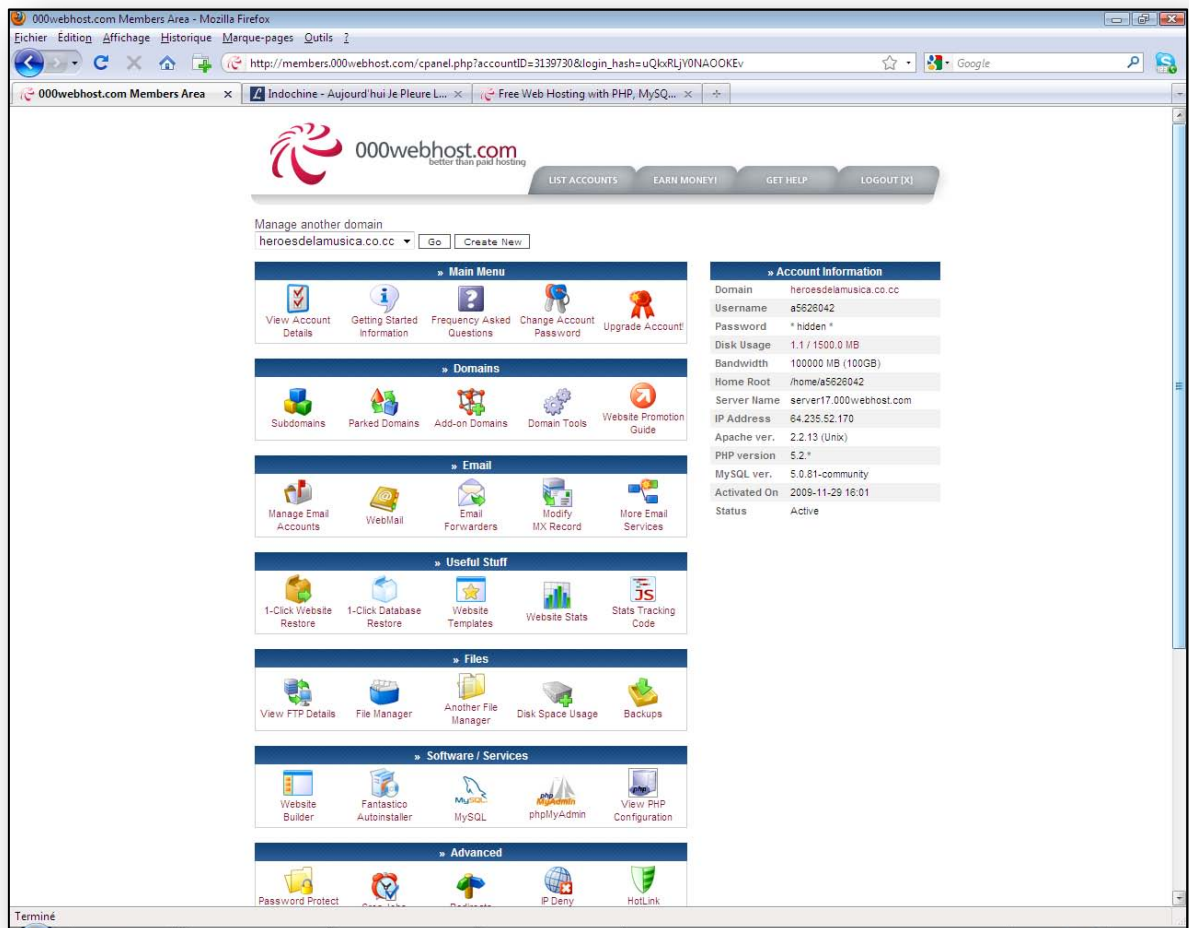 000webhost.com Members Area - Mozilla Firefox
Eichier Édition Affichage Historique Marque-pages Outils ?
http://members.000webhost.com/cpanel.php?accountID=3139730&login_hash=uQkxRLjY0NAOOKEv
Google
000webhost.com Members Area
Indochine - Aujourd'hui Je Pleure L...
Free Web Hosting with PHP, MySQ...
000webhost.com
better than paid hosting
LIST ACCOUNTS EARN MONEY! GET HELP LOGOUT [X]
Manage another domain
heroesdelamusica.co.cc Go Create New
» Main Menu
View Account Details
Getting Started Information
Frequency Asked Questions
Change Account Password
Upgrade Account!
» Domains
Subdomains
Parked Domains
Add-on Domains
Domain Tools
Website Promotion Guide
» Email
Manage Email Accounts
WebMail
Email Forwarders
Modify MX Record
More Email Services
» Useful Stuff
1-Click Website Restore
1-Click Database Restore
Website Templates
Website Stats
JS
Stats Tracking Code
» Files
View FTP Details
File Manager
Another File Manager
Disk Space Usage
Backups
» Software / Services
Website Builder
Fantastico Autoinstaller
MySQL
MySQL
php MyAdmin
phpMyAdmin
php
View PHP Configuration
» Advanced
Password Protect
IP Deny
HotLink
» Account Information
Domain heroesdelamusica.co.cc
Username a5626042
Password * hidden *
Disk Usage 1.1 / 1500.0 MB
Bandwidth 100000 MB (100GB)
Home Root /home/a5626042
Server Name server17.000webhost.com
IP Address 64.235.52.170
Apache ver. 2.2.13 (Unix)
PHP version 5.2.*
MySQL ver. 5.0.81-community
Activated On 2009-11-29 16:01
Status Active
Terminé